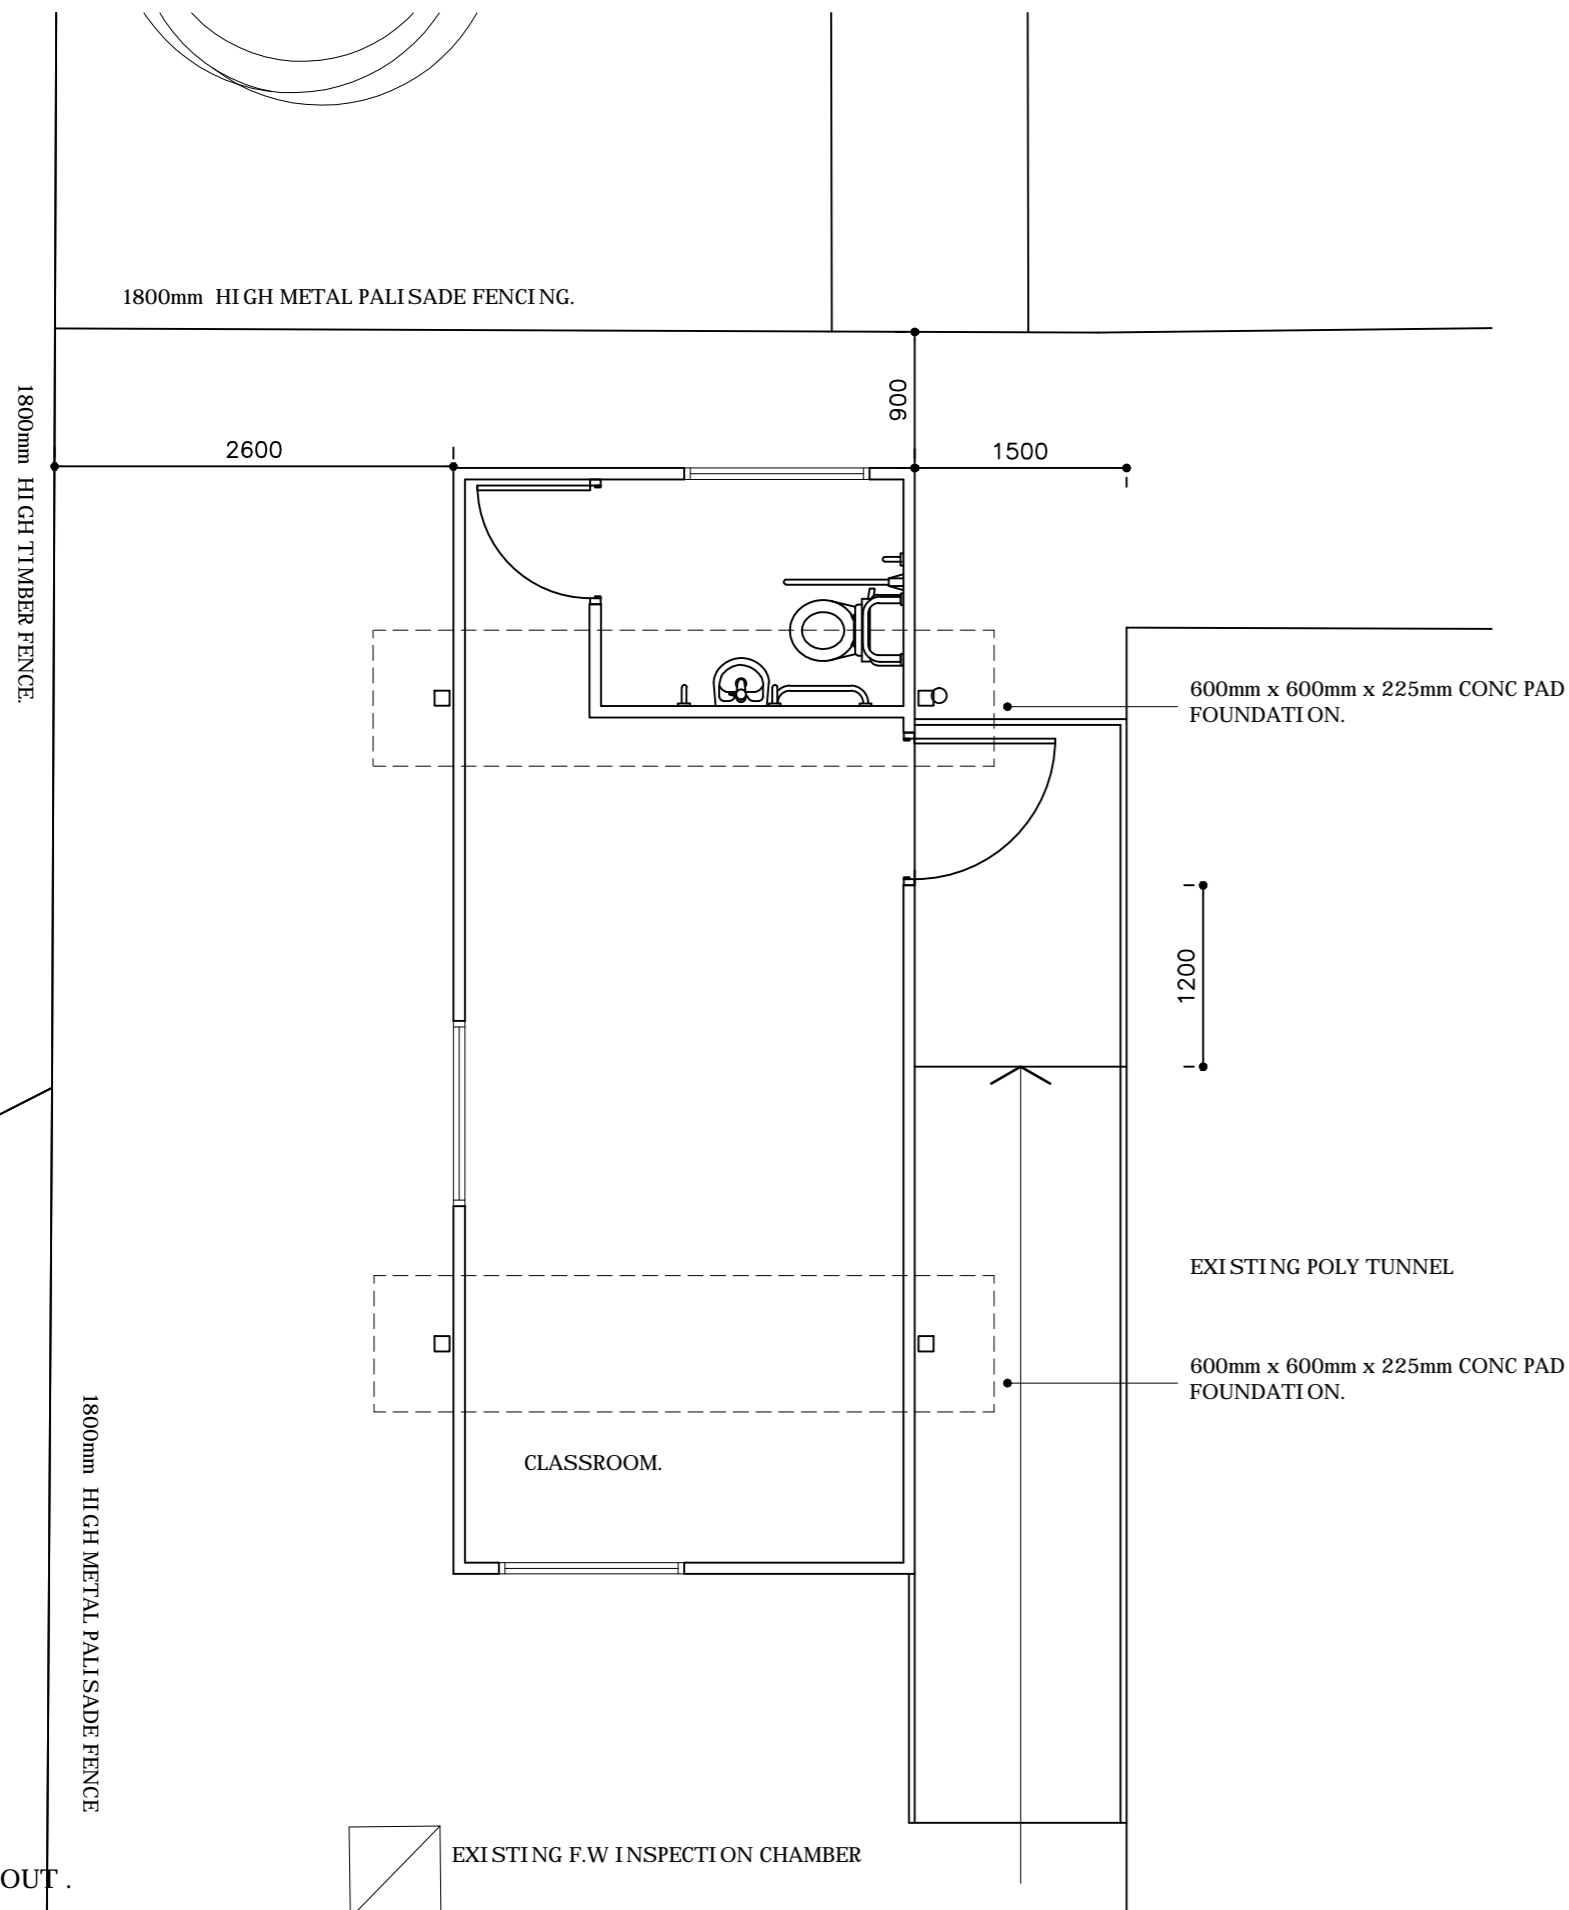 1800mm HIGH METAL PALISADE FENCING.
1800mm HIGH TIMBER FENCE.
900
2600
1500
600mm x 600mm x 225mm CONC PAD
FOUNDATION.
1200
EXISTING POLY TUNNEL
600mm x 600mm x 225mm CONC PAD
FOUNDATION.
1800mm HIGH METAL PALISADE FENCE
CLASSROOM.
EXISTING F.W INSPECTION CHAMBER
OUT .